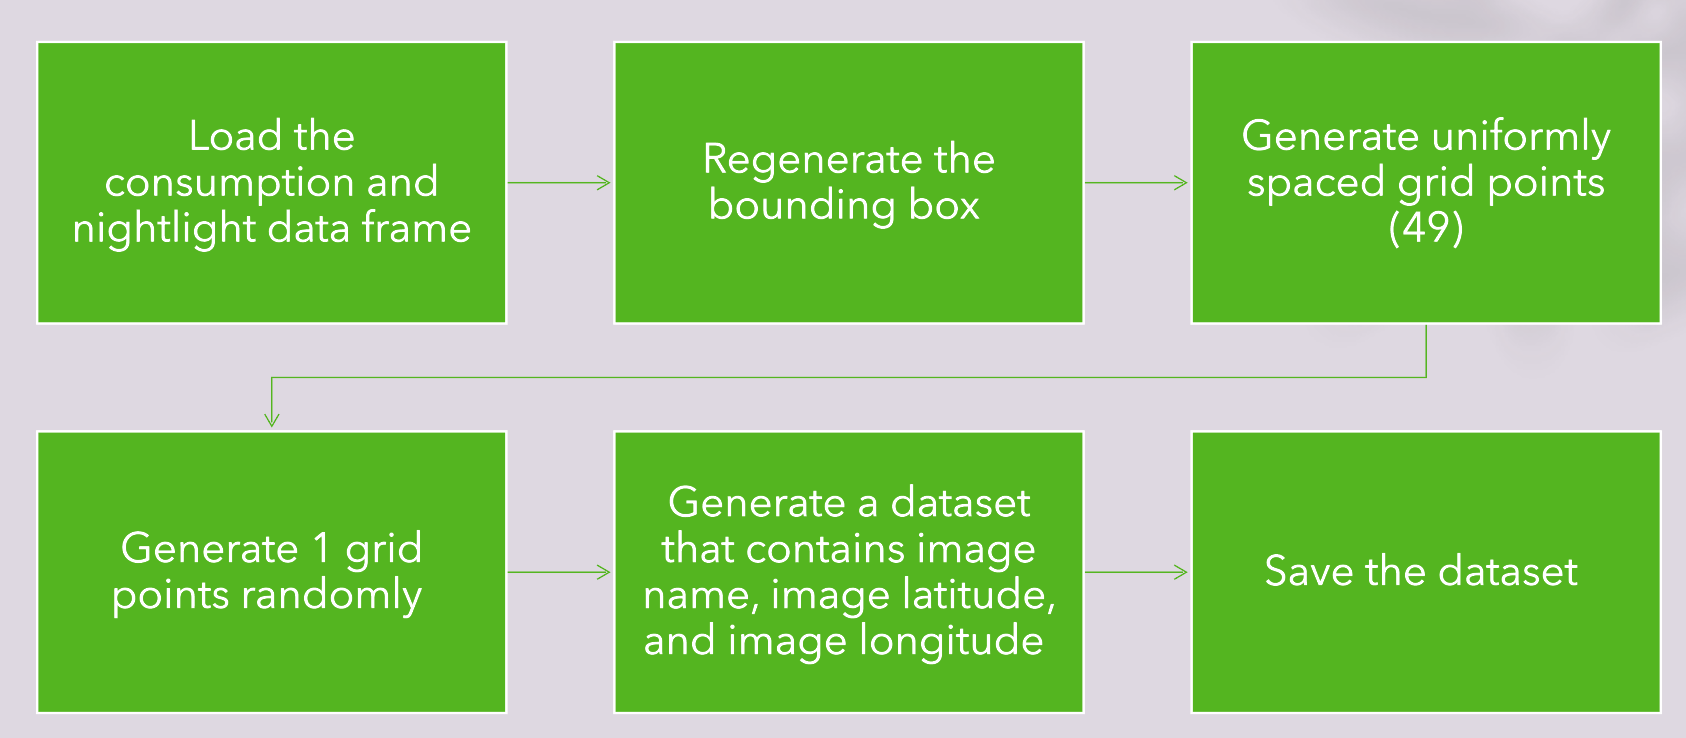 Load the
consumption and
nightlight data frame
Regenerate the
bounding box
Generate uniformly
spaced grid points
(49)
Generate 1 grid
points randomly
Generate a dataset
that contains image
name, image latitude,
and image longitude
Save the dataset